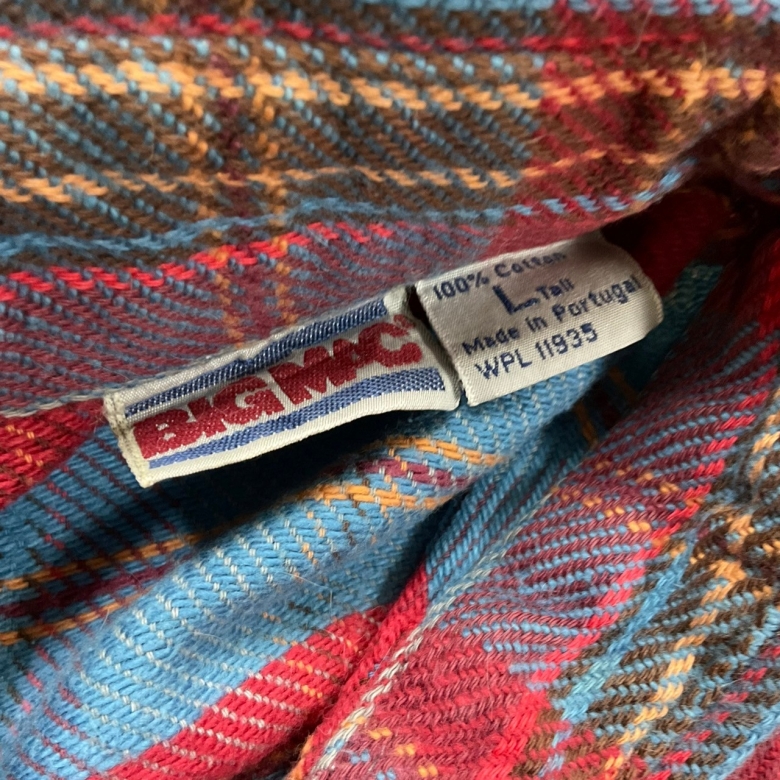 BIG MAC
100% Cotton
L Tall
Made in Portugal
WPL 11935